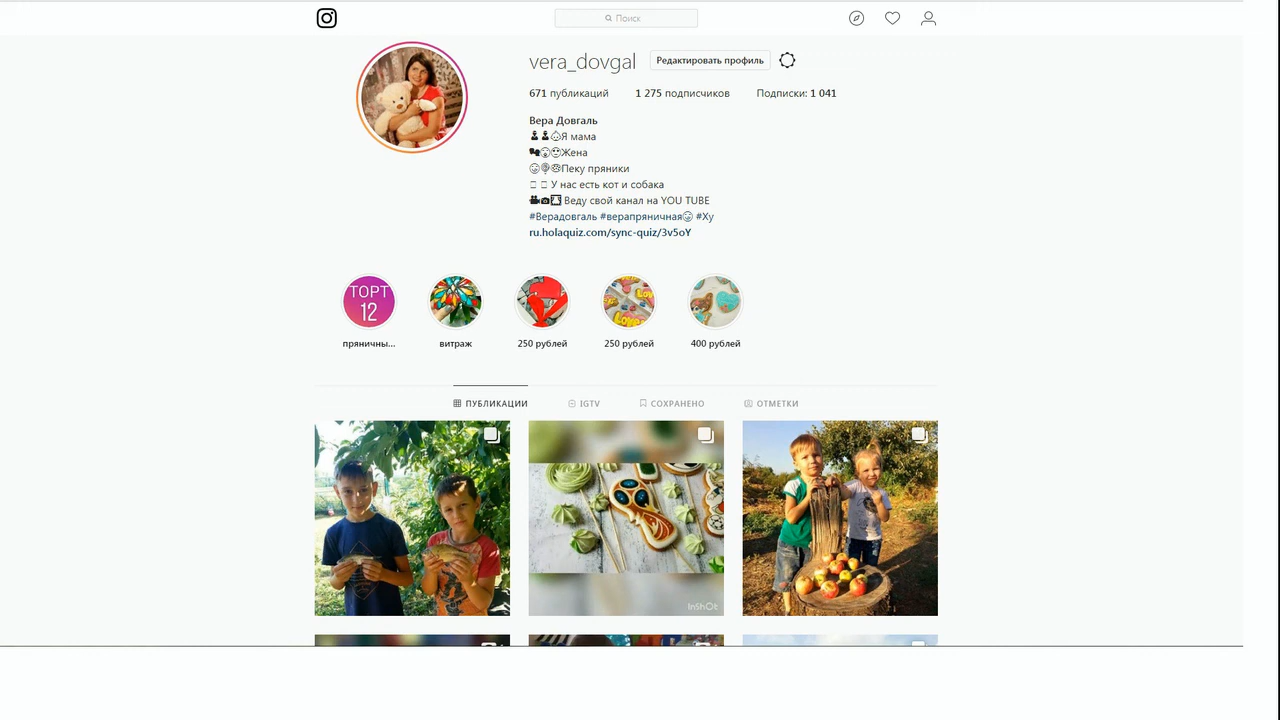 Поиск
vera_dovgal Редактировать профиль
671 публикаций 1 275 подписчиков Подписки: 1 041
Вера Довгаль
Я мама
Жена
Пеку пряники
У нас есть кот и собака
Веду свой канал на YOU TUBE
#Верадовгаль #верапряничная #Ху
ru.holaquiz.com/sync-quiz/3v5oY
ТОРТ
12
Love
Love
пряничны... витраж 250 рублей 250 рублей 400 рублей
ПУБЛИКАЦИИ IGTV СОХРАНЕНО ОТМЕТКИ
InShOt